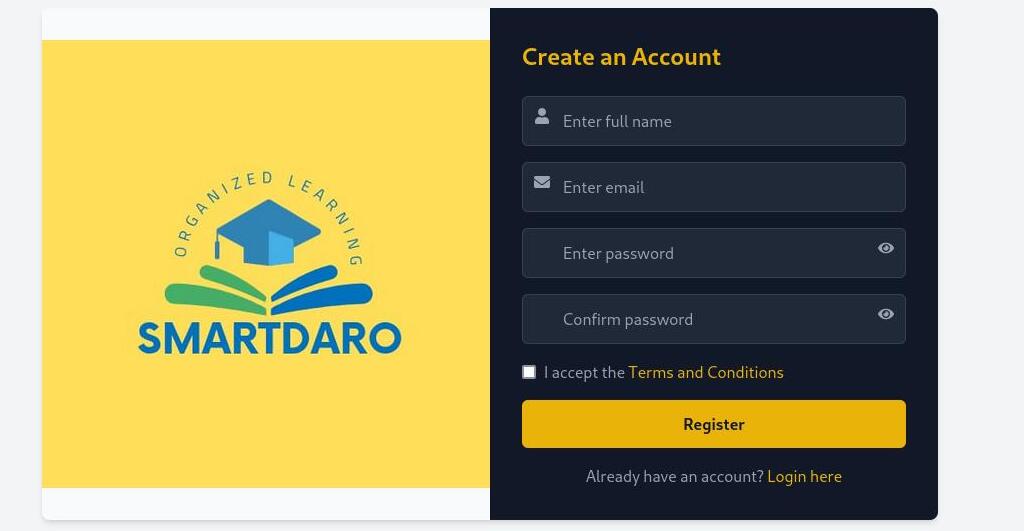 ORGANIZED LEARNING
SMARTDARO
Create an Account
Enter full name
Enter email
Enter password
Confirm password
I accept the Terms and Conditions
Register
Already have an account? Login here